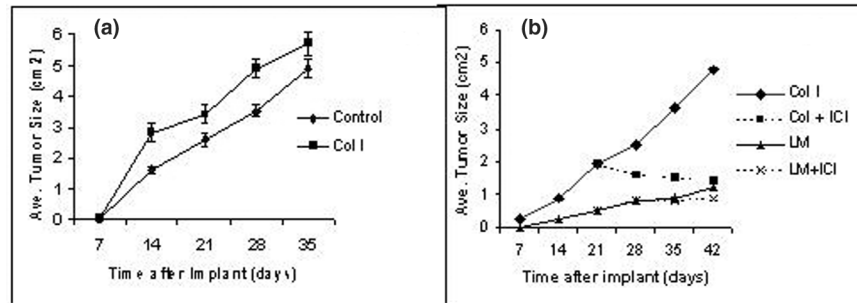 (a)
6
5
4
3
2
1
0
Ave. Tumor Size (cm2)
7 14 21 28 35
Time after Implant (days)
Control
Col I
(b)
6
5
4
3
2
1
0
Ave. Tumor Size (cm2)
7 14 21 28 35 42
Time after implant (days)
Col I
Col + ICI
LM
LM+ICI